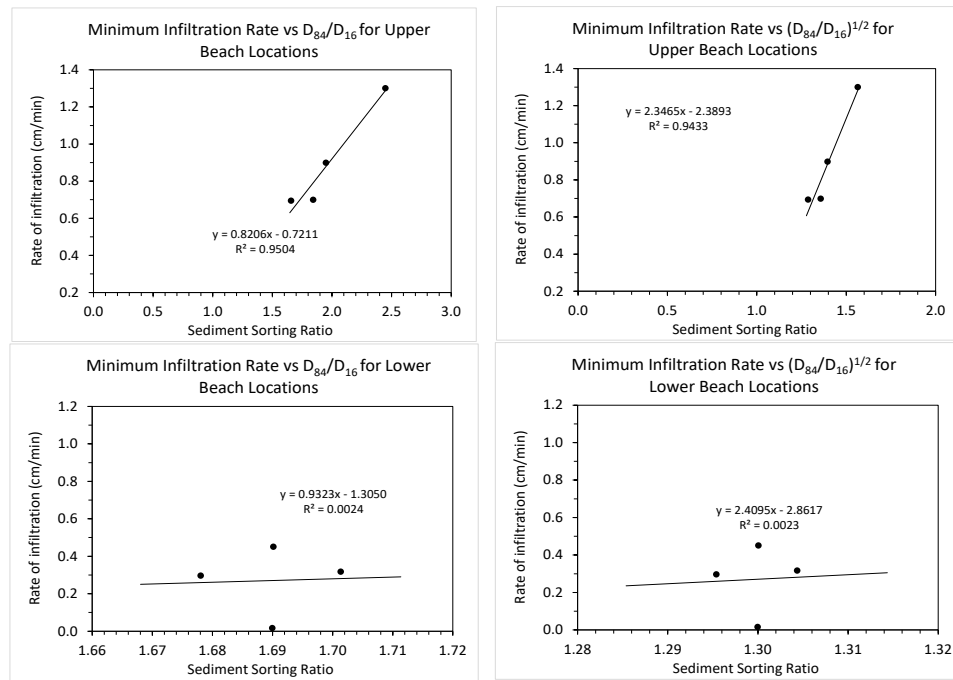 Minimum Infiltration Rate vs D84/D16 for Upper
Beach Locations
Rate of infiltration (cm/min)
1.4
1.2
1.0
0.8
0.6
0.4
0.2
y = 0.8206x - 0.7211
R² = 0.9504
0.0 0.5 1.0 1.5 2.0 2.5 3.0
Sediment Sorting Ratio
Minimum Infiltration Rate vs (D84/D16)1/2 for
Upper Beach Locations
Rate of infiltration (cm/min)
1.4
1.2
1.0
0.8
0.6
0.4
0.2
y = 2.3465x - 2.3893
R² = 0.9433
0.0 0.5 1.0 1.5 2.0
Sediment Sorting Ratio
Minimum Infiltration Rate vs D84/D16 for Lower
Beach Locations
Rate of infiltration (cm/min)
1.2
1.0
0.8
0.6
0.4
0.2
0.0
y = 0.9323x - 1.3050
R² = 0.0024
1.66 1.67 1.68 1.69 1.70 1.71 1.72
Sediment Sorting Ratio
Minimum Infiltration Rate vs (D84/D16)1/2 for
Lower Beach Locations
Rate of infiltration (cm/min)
1.2
1.0
0.8
0.6
0.4
0.2
0.0
y = 2.4095x - 2.8617
R² = 0.0023
1.28 1.29 1.30 1.31 1.32
Sediment Sorting Ratio